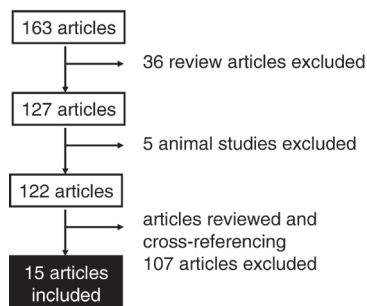 163 articles
36 review articles excluded
127 articles
5 animal studies excluded
122 articles
articles reviewed and
cross-referencing
107 articles excluded
15 articles
included